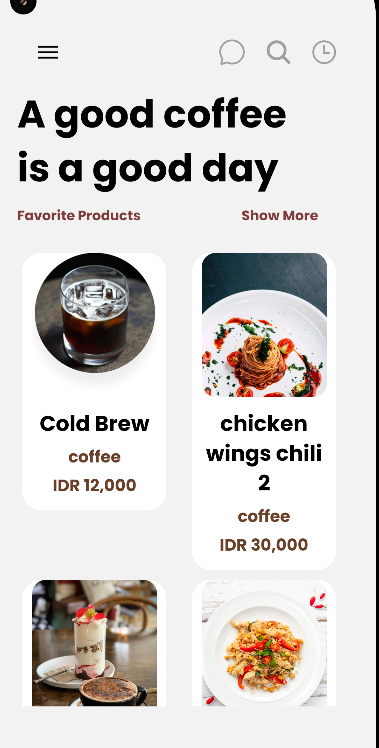 A good coffee
is a good day
Favorite Products
Show More
Cold Brew
coffee
IDR 12,000
chicken
wings chili
2
coffee
IDR 30,000